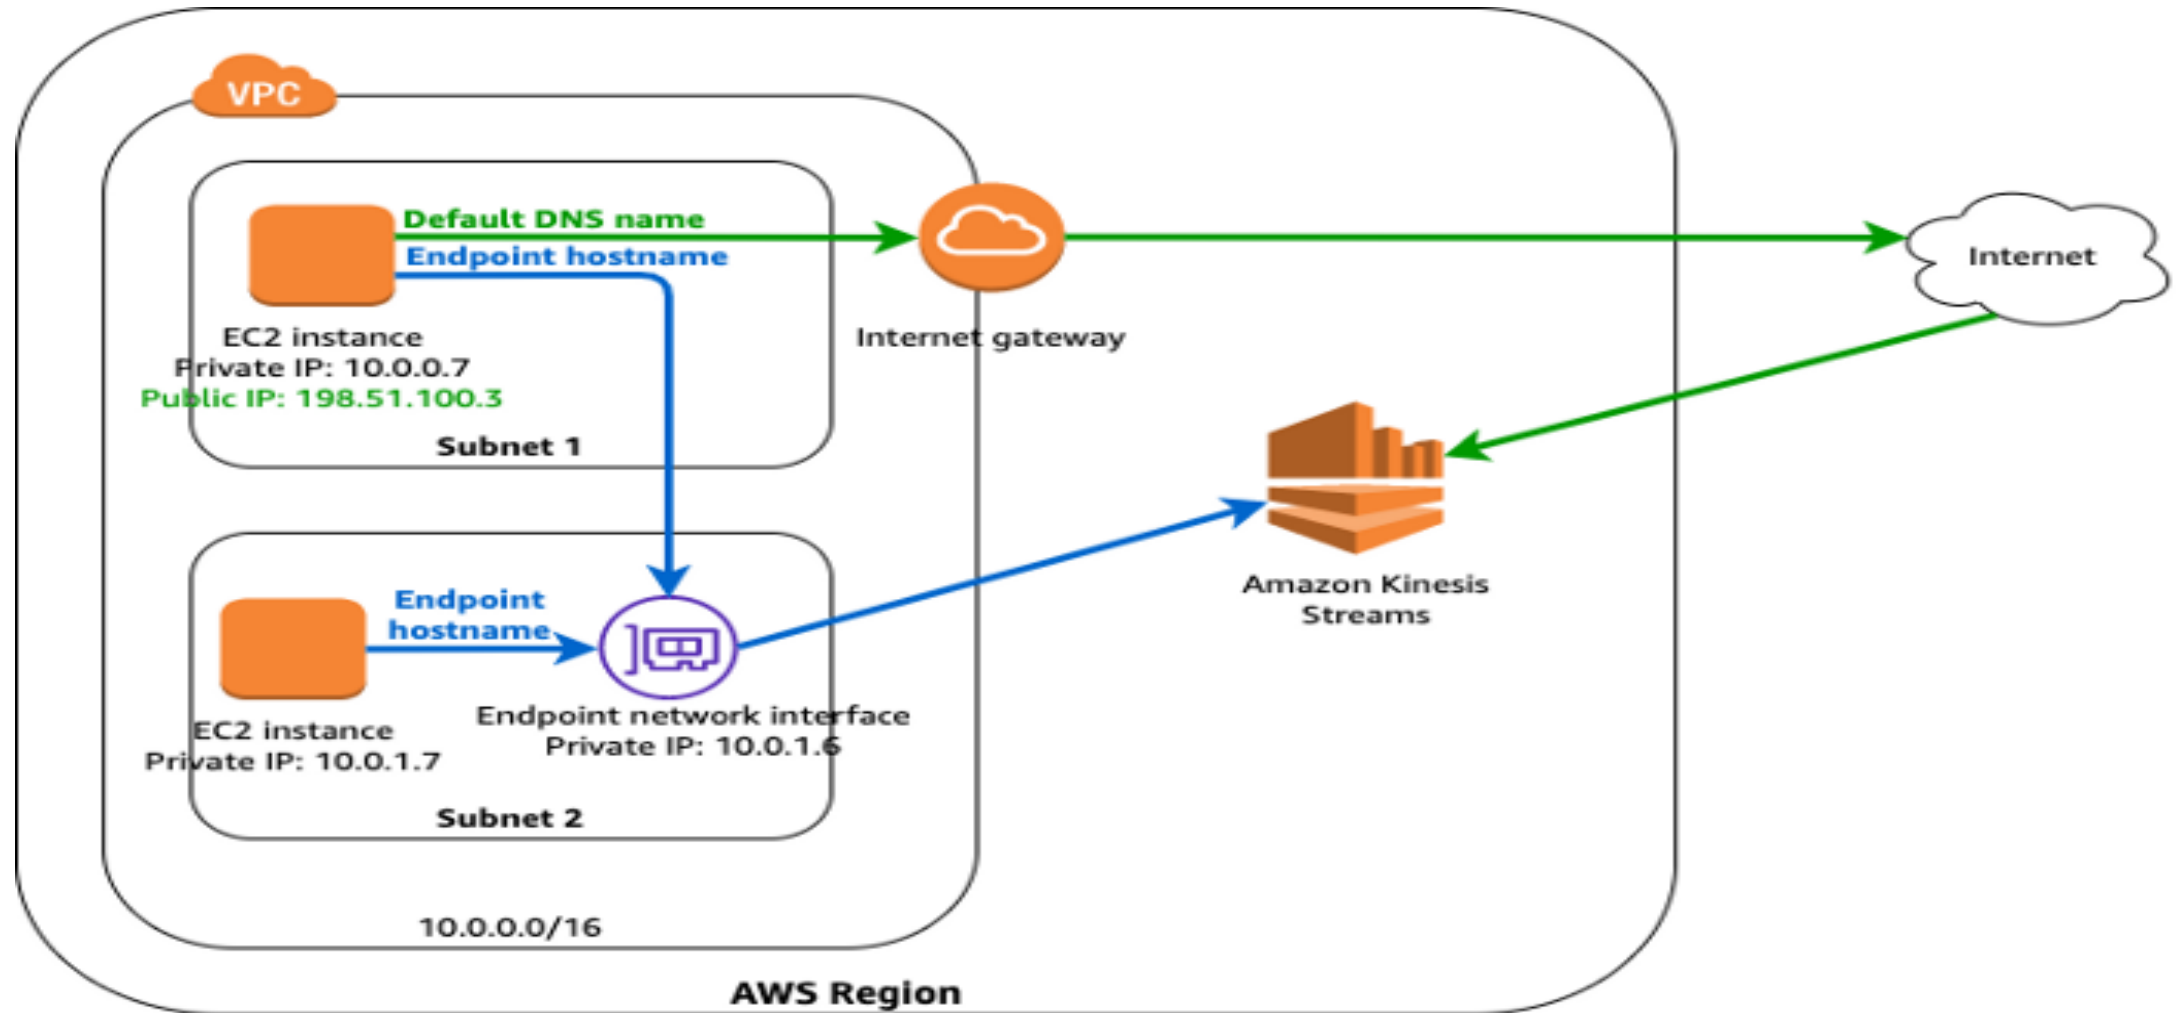 VPC
Default DNS name
Endpoint hostname
EC2 instance
Private IP: 10.0.0.7
Public IP: 198.51.100.3
Subnet 1
Internet gateway
Internet
Amazon Kinesis
Streams
Endpoint
hostname
EC2 instance
Private IP: 10.0.1.7
Endpoint network interface
Private IP: 10.0.1.6
Subnet 2
10.0.0.0/16
AWS Region